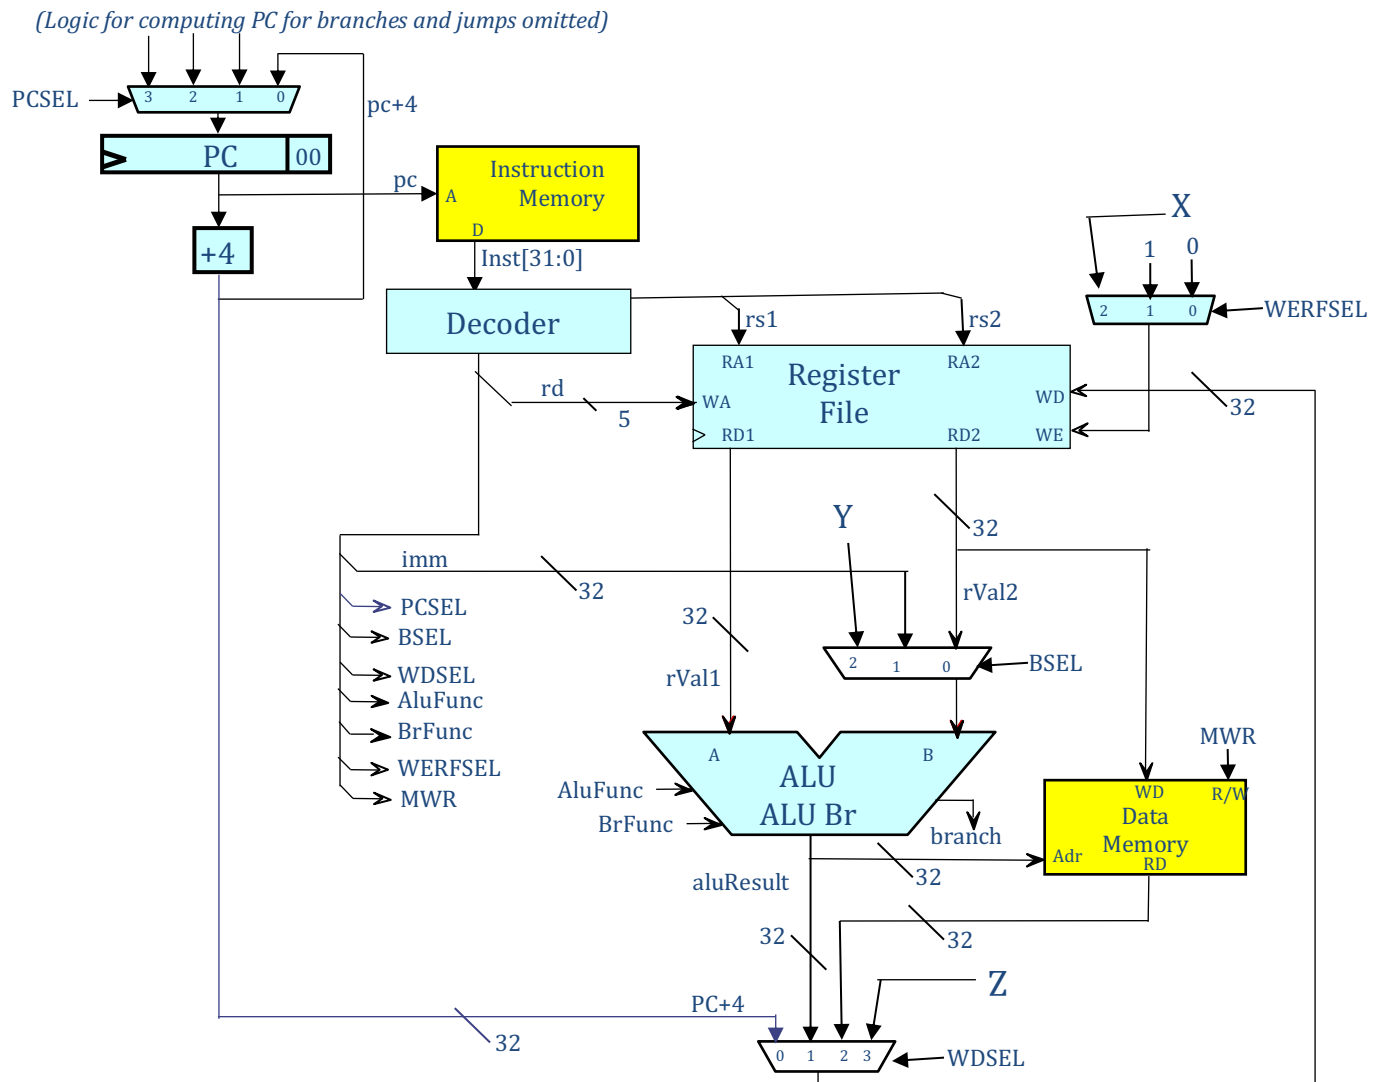 (Logic for computing PC for branches and jumps omitted)
PCSEL
3 2 1 0
pc+4
PC 00
pc
Instruction
Memory
A
D
+4
Inst[31:0]
X
1 0
2 1 0
WERFSEL
Decoder
rs1
rs2
RA1
RA2
Register
File
rd
5
WA
WD
32
RD1
RD2
WE
Y
32
imm
32
rVal2
32
PCSEL
BSEL
WDSEL
AluFunc
BrFunc
WERFSEL
MWR
2 1 0
BSEL
rVal1
A
B
ALU
ALU Br
AluFunc
BrFunc
branch
MWR
WD
R/W
Data
Memory
Adr
RD
aluResult
32
32
32
Z
PC+4
32
0 1 2 3
WDSEL